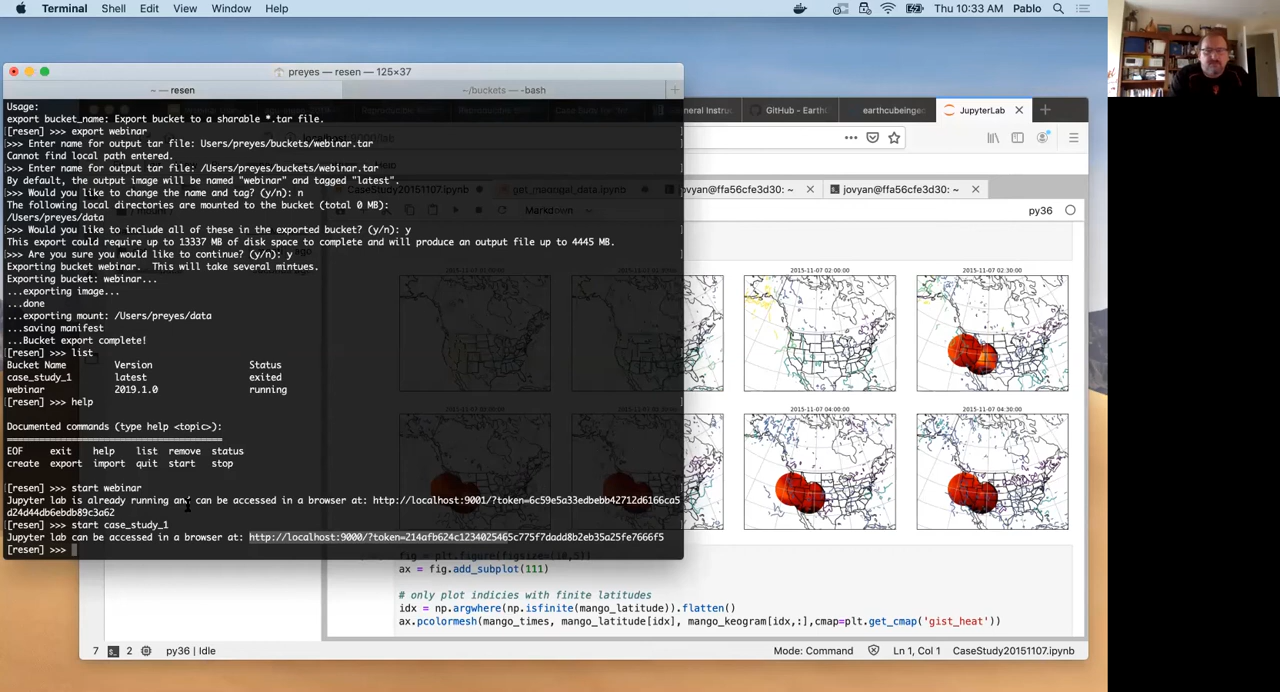 Terminal Shell Edit View Window Help Thu 10:33 AM Pablo
preyes — resen — 125×37
~ — resen ~/buckets — -bash
Usage:
export bucket_name: Export bucket to a sharable *.tar file.
[resen] >>> export webinar
>>> Enter name for output tar file: Users/preyes/buckets/webinar.tar
Cannot find local path entered.
>>> Enter name for output tar file: /Users/preyes/buckets/webinar.tar
By default, the output image will be named "webinar" and tagged "latest".
>>> Would you like to change the name and tag? (y/n): n
The following local directories are mounted to the bucket (total 0 MB):
/Users/preyes/data
>>> Would you like to include all of these in the exported bucket? (y/n): y
This export could require up to 13337 MB of disk space to complete and will produce an output file up to 4445 MB.
>>> Are you sure you would like to continue? (y/n): y
Exporting bucket webinar.  This will take several mintues.
Exporting bucket: webinar...
...exporting image...
...done
...exporting mount: /Users/preyes/data
...saving manifest
...Bucket export complete!
[resen] >>> list
Bucket Name Version Status
case_study_1 latest exited
webinar 2019.1.0 running
[resen] >>> help
Documented commands (type help <topic>):
========================================
EOF exit help list remove status
create export import quit start stop
[resen] >>> start webinar
Jupyter lab is already running and can be accessed in a browser at: http://localhost:9001/?token=6c59e5a33edbebb42712d6166ca5
d24d44db6ebdb89c3a62
[resen] >>> start case_study_1
Jupyter lab can be accessed in a browser at: http://localhost:9000/?token=214afb624c1234025465c775f7dadd8b2eb35a25fe7666f5
[resen] >>>
General Instruc GitHub - Earthc earthcubeingeo JupyterLab
CaseStudy20151107.ipynb get_madrigal_data.ipynb jovyan@ffa56cfe3d30: ~ jovyan@ffa56cfe3d30: ~
Markdown py36
2015-11-07 02:00 2015-11-07 02:30
2015-11-07 04:00 2015-11-07 04:30
fig = plt.figure(figsize=(10,5))
ax = fig.add_subplot(111)
# only plot indicies with finite latitudes
idx = np.argwhere(np.isfinite(mango_latitude)).flatten()
ax.pcolormesh(mango_times, mango_latitude[idx], mango_keogram[idx,:],cmap=plt.get_cmap('gist_heat'))
7 2 py36 | Idle Mode: Command Ln 1, Col 1 CaseStudy20151107.ipynb